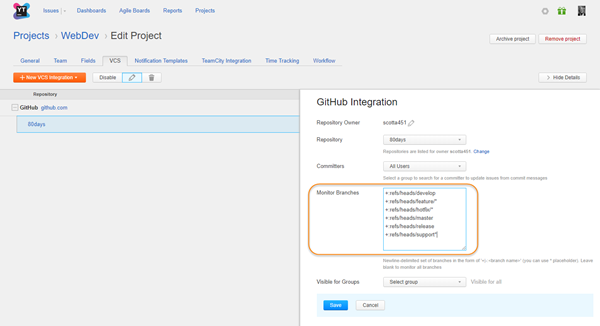 YT
Issues
Dashboards
Agile Boards
Reports
Projects
Projects › WebDev › Edit Project
Archive project
Remove project
General
Team
Fields
VCS
Notification Templates
TeamCity Integration
Time Tracking
Workflow
+ New VCS Integration
Disable
> Hide Details
Repository
GitHub github.com
80days
GitHub Integration
Repository Owner
scotta451
Repository
80days
Repositories are listed for owner scotta451. Change
Committers
All Users
Select a group to search for a committer to update issues from commit messages
Monitor Branches
+:refs/heads/develop
+:refs/heads/feature/*
+:refs/heads/hotfix/*
+:refs/heads/master
+:refs/heads/release
+:refs/heads/support*
Newline-delimited set of branches in the form of '+|-:branch name' (you can use * placeholder). Leave
blank to monitor all branches
Visible for Groups
Select group
Visible for all
Save
Cancel